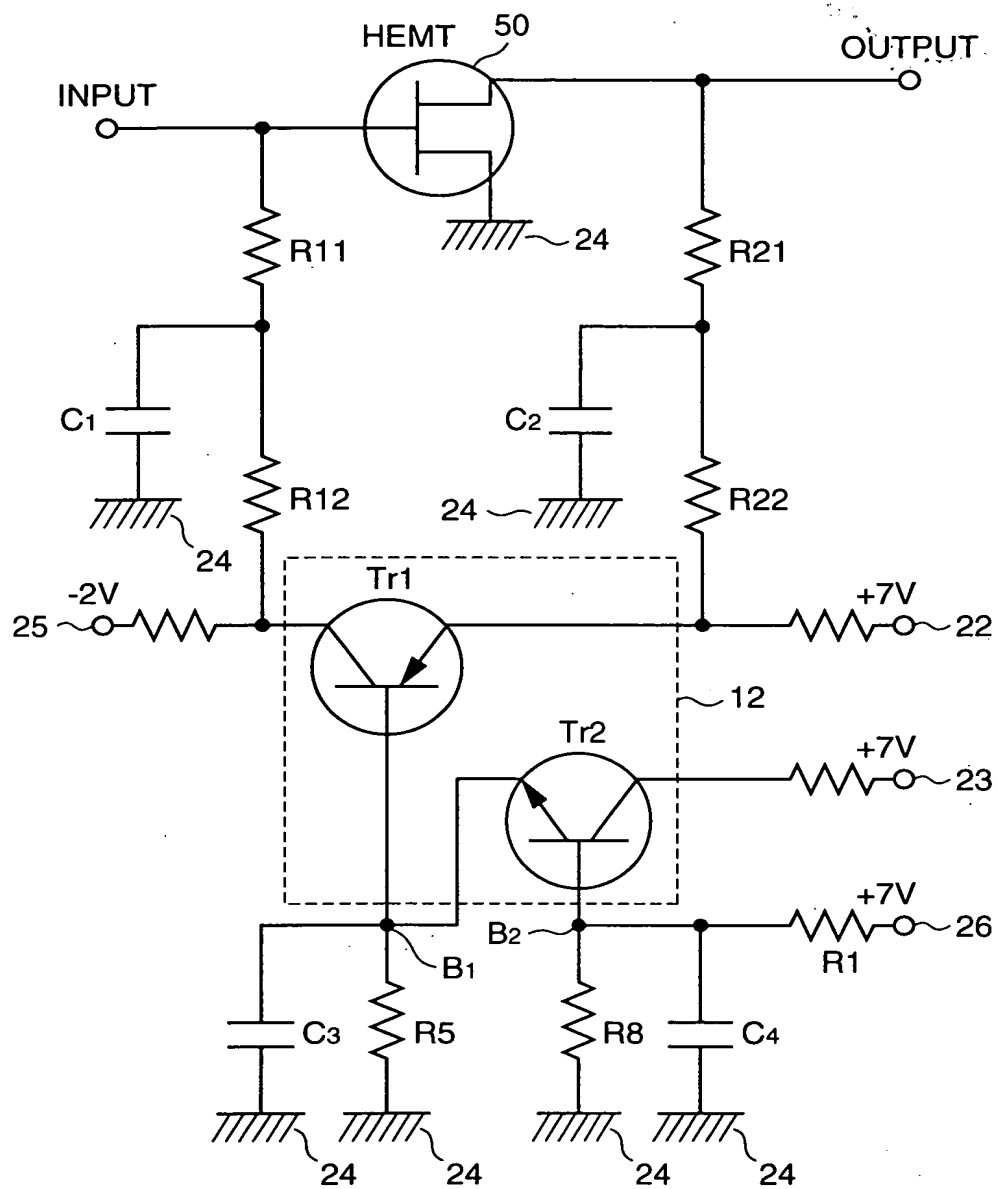 HEMT
50
OUTPUT
INPUT
R11
24
R21
C1
C2
R12
24
24
R22
-2V
25
Tr1
+7V
22
12
Tr2
+7V
23
B1
B2
+7V
26
R1
C3
R5
R8
C4
24
24
24
24